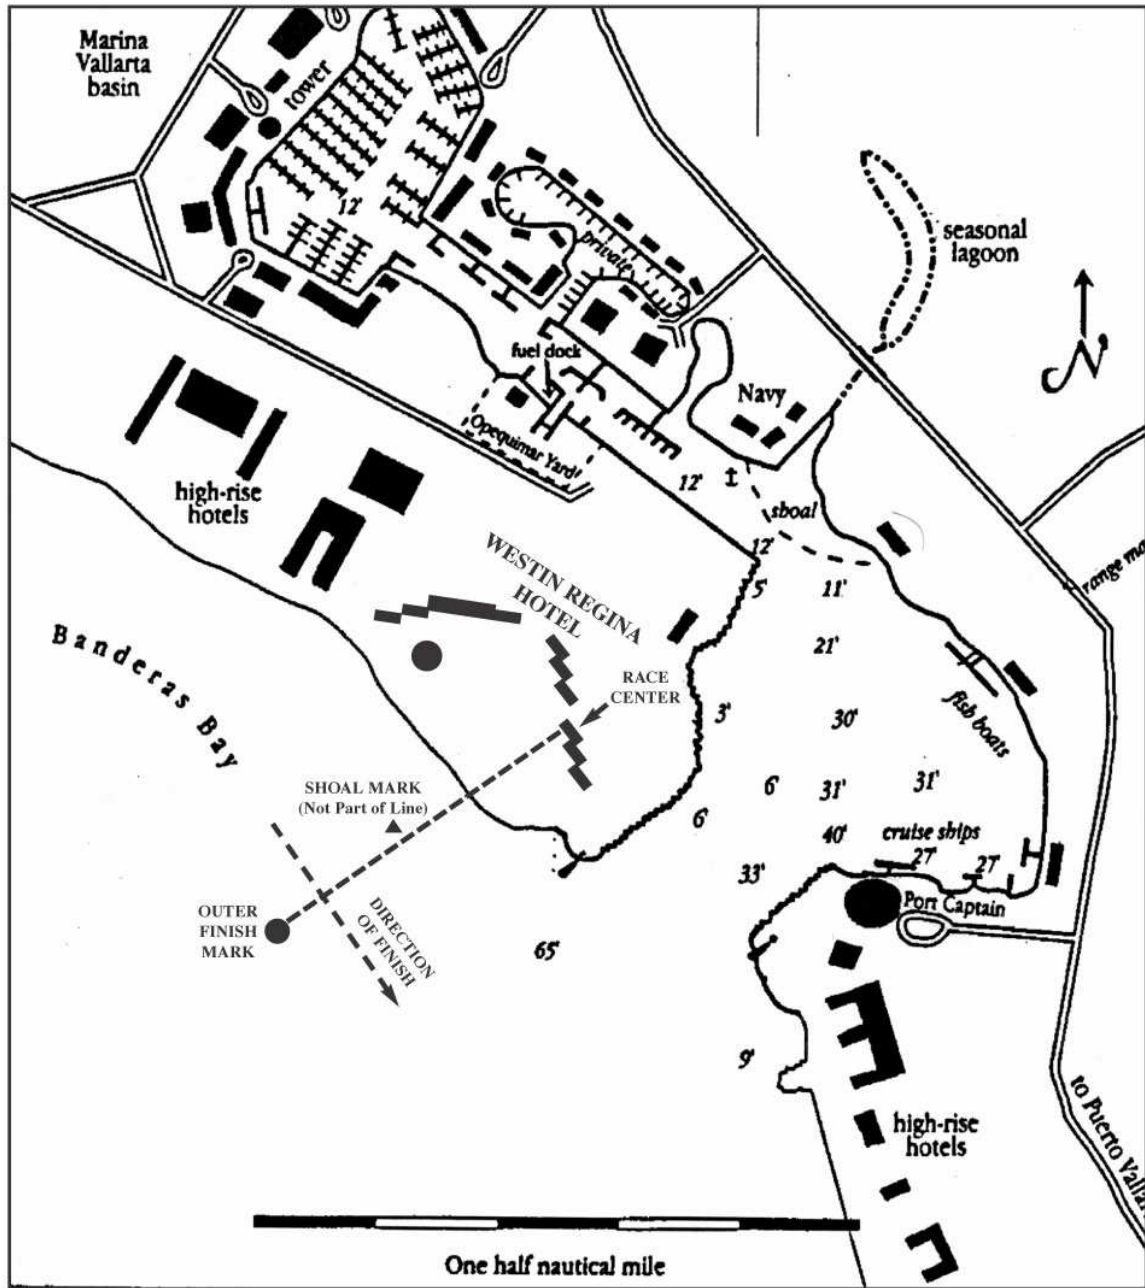 Marina
Vallarta
basin
tower
12'
private
seasonal
lagoon
N
fuel dock
Navy
Opequimar Yard
12'
shoal
high-rise
hotels
12'
5'
11'
range
WESTIN REGINA
HOTEL
21'
Banderas Bay
RACE
CENTER
3'
30'
fish boats
SHOAL MARK
(Not Part of Line)
6'
31'
31'
6'
40'
cruise ships
27'
27'
33'
Port Captain
OUTER
FINISH
MARK
DIRECTION
OF FINISH
65'
9'
high-rise
hotels
to Puerto
One half nautical mile